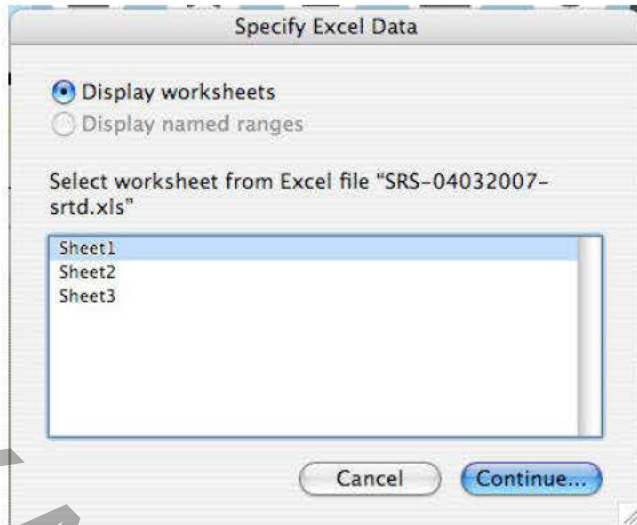 Specify Excel Data
Display worksheets
Display named ranges
Select worksheet from Excel file "SRS-04032007-
srtd.xls"
Sheet1
Sheet2
Sheet3
Cancel
Continue...